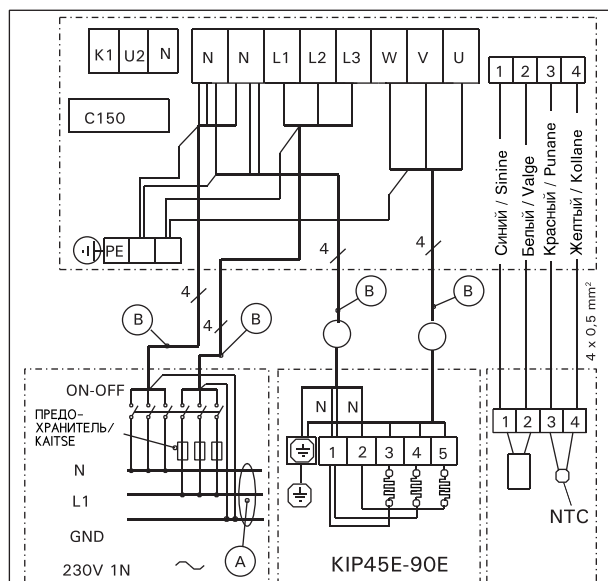 K1 U2 N
N N L1 L2 L3 W V U
1 2 3 4
C150
PE
Синий / Sinine
Белый / Valge
Красный / Punane
Желтый / Kollane
4 x 0,5 mm²
4 4
4 4
B B B B
ON-OFF
ПРЕДО-
ХРАНИТЕЛЬ/
KAITSE
N
L1
GND
230V 1N
A
N N
1 2 3 4 5
KIP45E-90E
1 2 3 4
NTC